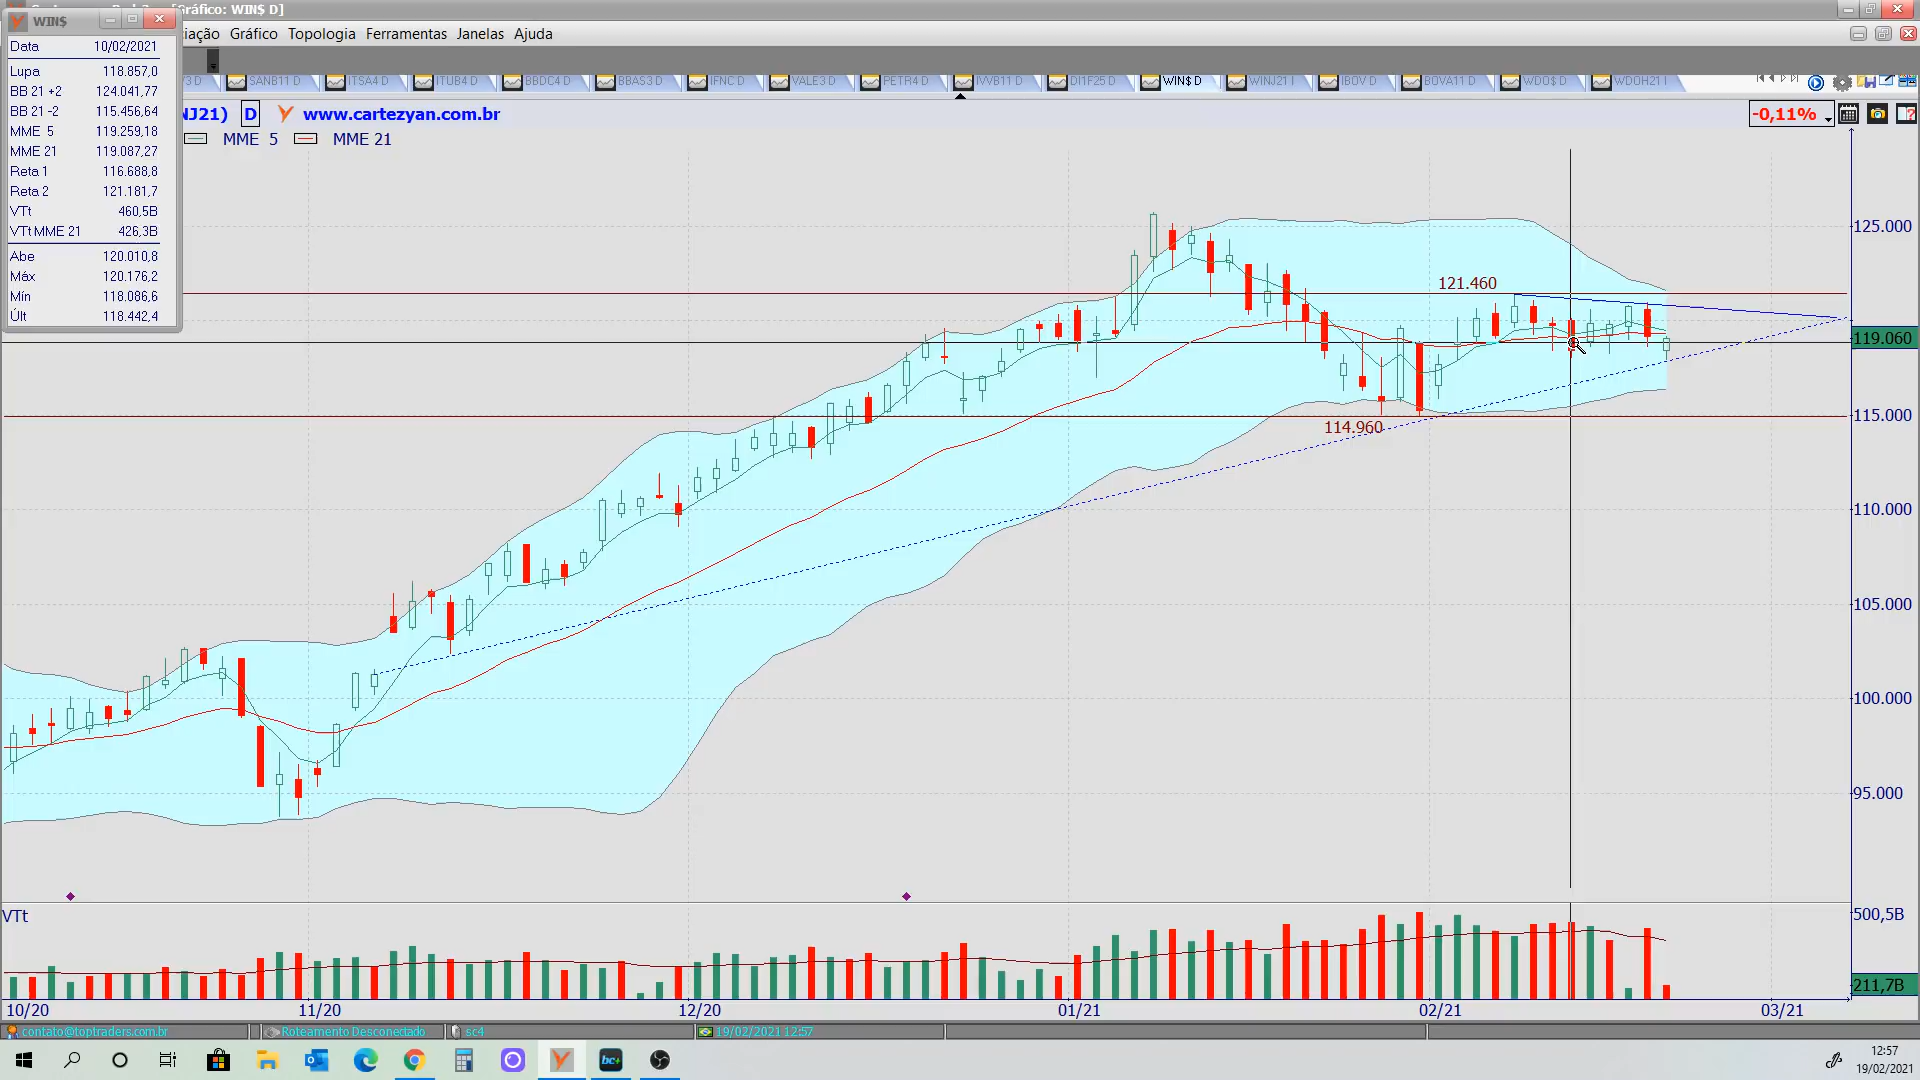 [Gráfico: WIN$ D]
WIN$
ciação Gráfico Topologia Ferramentas Janelas Ajuda
Data 10/02/2021
Lupa 118.857,0
BB 21 +2 124.041,77
BB 21 -2 115.456,64
MME 5 119.259,18
MME 21 119.087,27
Reta 1 116.688,8
Reta 2 121.181,7
VTt 460,5B
VTt MME 21 426,3B
Abe 120.010,8
Máx 120.176,2
Mín 118.086,6
Últ 118.442,4
3 D SANB11 D ITSA4 D ITUB4 D BBDC4 D BBAS3 D IFNC D VALE3 D PETR4 D IVVB11 D DI1F25 D WIN$ D WINJ21 I IBOV D BOVA11 D WDO$ D WDOH21 I
NJ21) D www.cartezyan.com.br -0,11%
MME 5 MME 21
121.460
114.960
125.000
119.060
115.000
110.000
105.000
100.000
95.000
VTt
500,5B
211,7B
10/20 11/20 12/20 01/21 02/21 03/21
contato@toptraders.com.br Roteamento Desconectado sc4 19/02/2021 12:57
bc+
12:57
19/02/2021